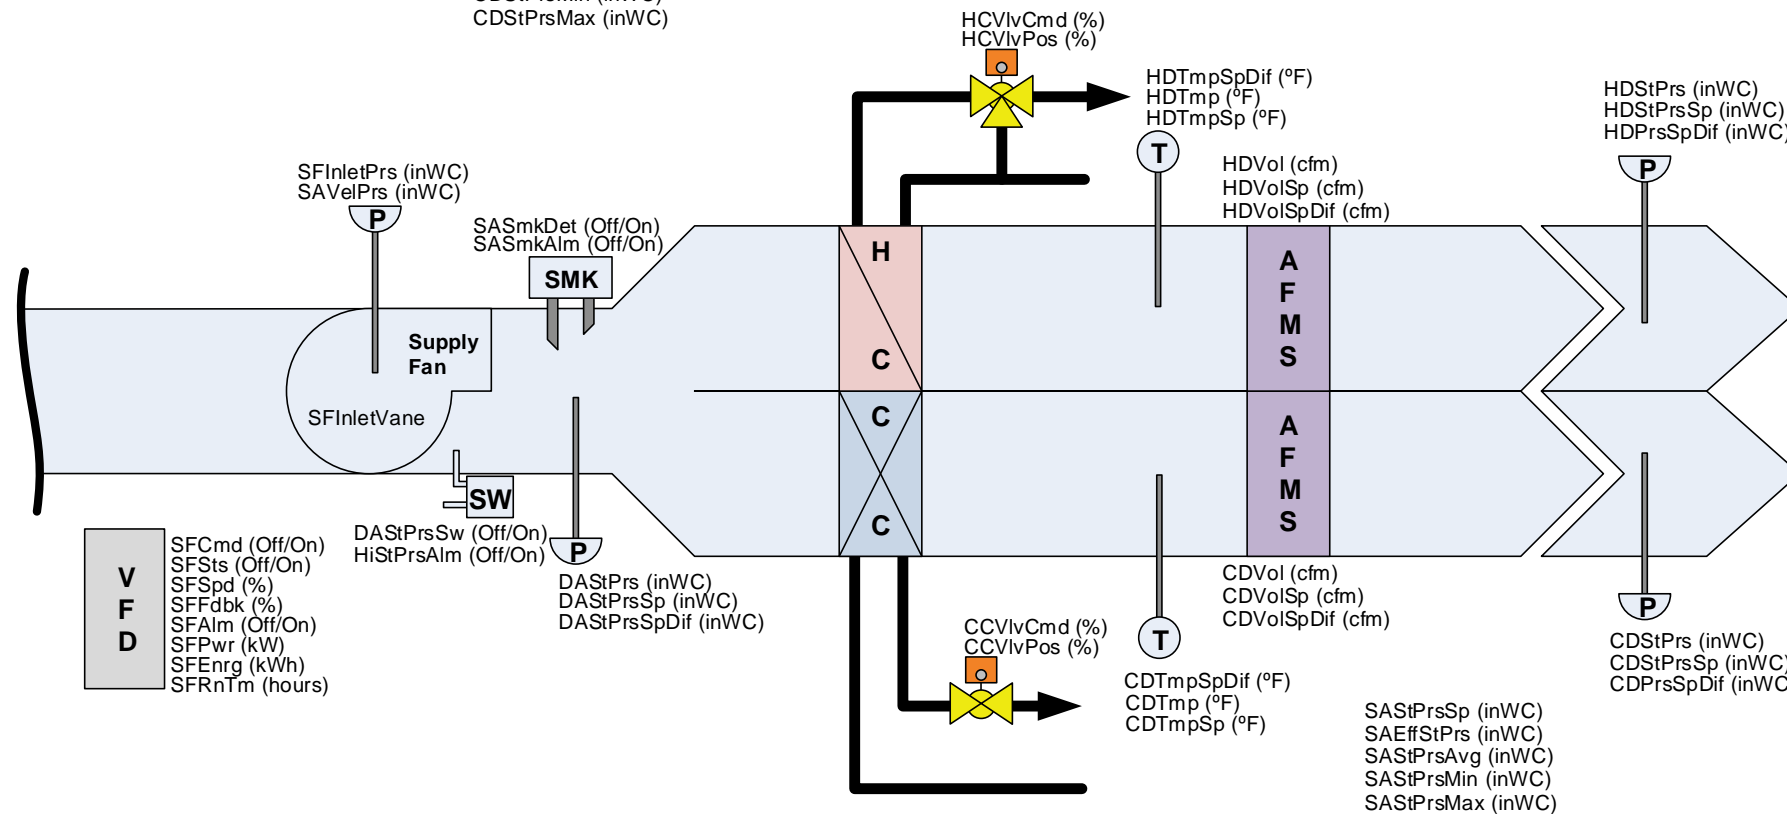 CDStPrsMax (inWC)
HCVlvCmd (%)
HCVlvPos (%)
HDTmpSpDif (ºF)
HDTmp (ºF)
HDTmpSp (ºF)
HDStPrs (inWC)
HDStPrsSp (inWC)
HDPrsSpDif (inWC)
T
P
SFInletPrs (inWC)
SAVelPrs (inWC)
P
HDVol (cfm)
HDVolSp (cfm)
HDVolSpDif (cfm)
SASmkDet (Off/On)
SASmkAlm (Off/On)
SMK
H
C
A
F
M
S
Supply
Fan
SFInletVane
C
C
A
F
M
S
SW
DAStPrsSw (Off/On)
HiStPrsAlm (Off/On)
P
DAStPrs (inWC)
DAStPrsSp (inWC)
DAStPrsSpDif (inWC)
V
F
D
SFCmd (Off/On)
SFSts (Off/On)
SFSpd (%)
SFFdbk (%)
SFAlm (Off/On)
SFPwr (kW)
SFEnrg (kWh)
SFRnTm (hours)
CCVlvCmd (%)
CCVlvPos (%)
T
CDTmpSpDif (ºF)
CDTmp (ºF)
CDTmpSp (ºF)
CDVol (cfm)
CDVolSp (cfm)
CDVolSpDif (cfm)
P
CDStPrs (inWC)
CDStPrsSp (inWC)
CDPrsSpDif (inWC
SAStPrsSp (inWC)
SAEffStPrs (inWC)
SAStPrsAvg (inWC)
SAStPrsMin (inWC)
SAStPrsMax (inWC)